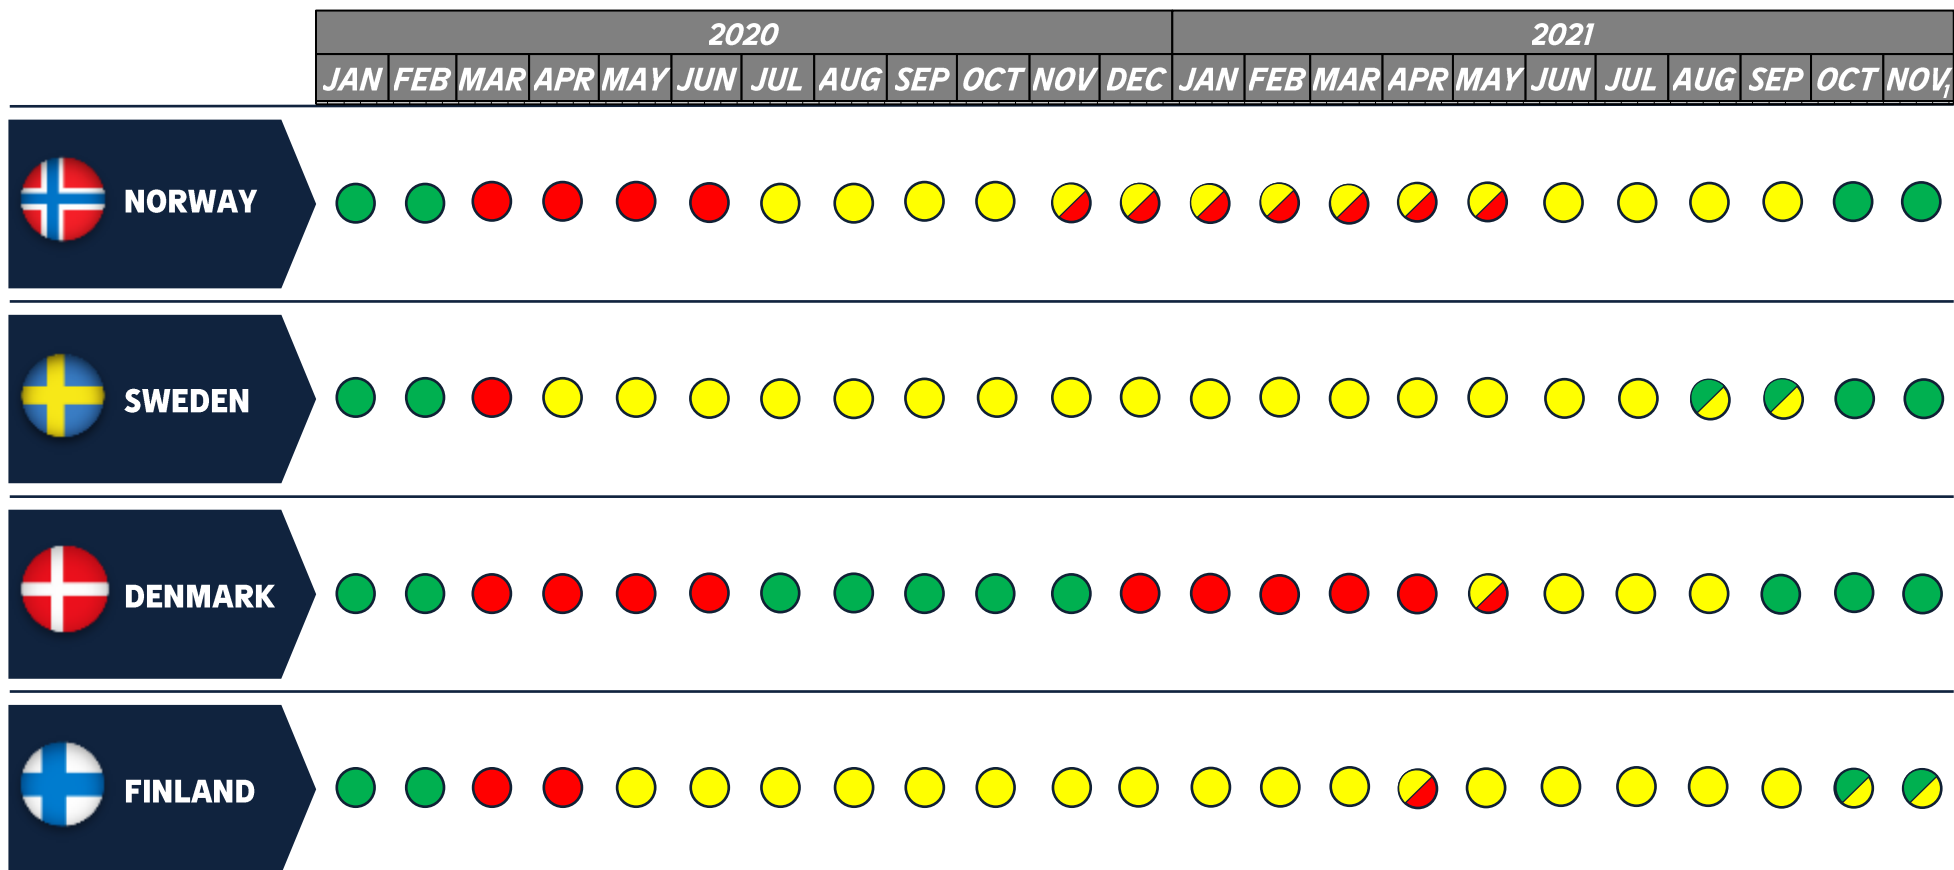 2020 2021
JAN FEB MAR APR MAY JUN JUL AUG SEP OCT NOV DEC JAN FEB MAR APR MAY JUN JUL AUG SEP OCT NOV1
NORWAY
SWEDEN
DENMARK
FINLAND